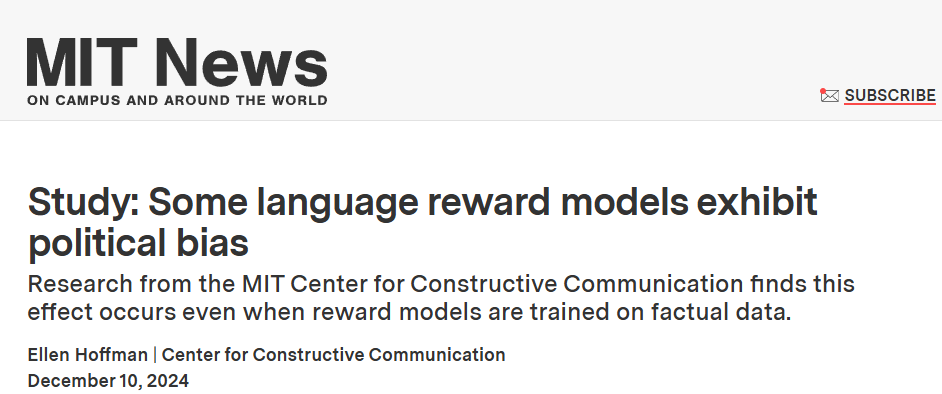 MIT News
ON CAMPUS AND AROUND THE WORLD
SUBSCRIBE
Study: Some language reward models exhibit
political bias
Research from the MIT Center for Constructive Communication finds this
effect occurs even when reward models are trained on factual data.
Ellen Hoffman | Center for Constructive Communication
December 10, 2024